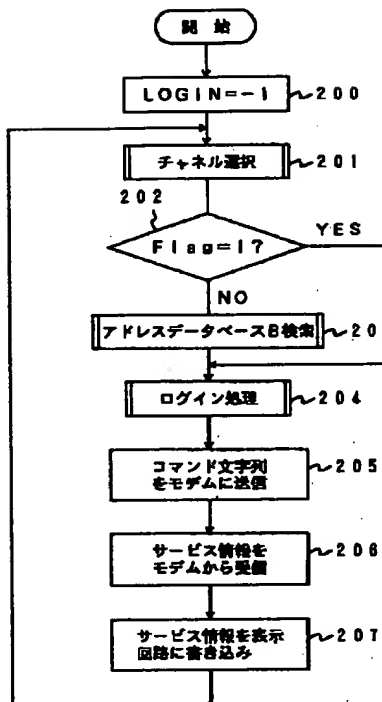 開始
LOGIN=-1
200
チャネル選択
201
202
Flag=1?
YES
NO
アドレスデータベースB検索
20
ログイン処理
204
コマンド文字列
をモデムに送信
205
サービス情報を
モデムから受信
206
サービス情報を表示
回路に書き込み
207